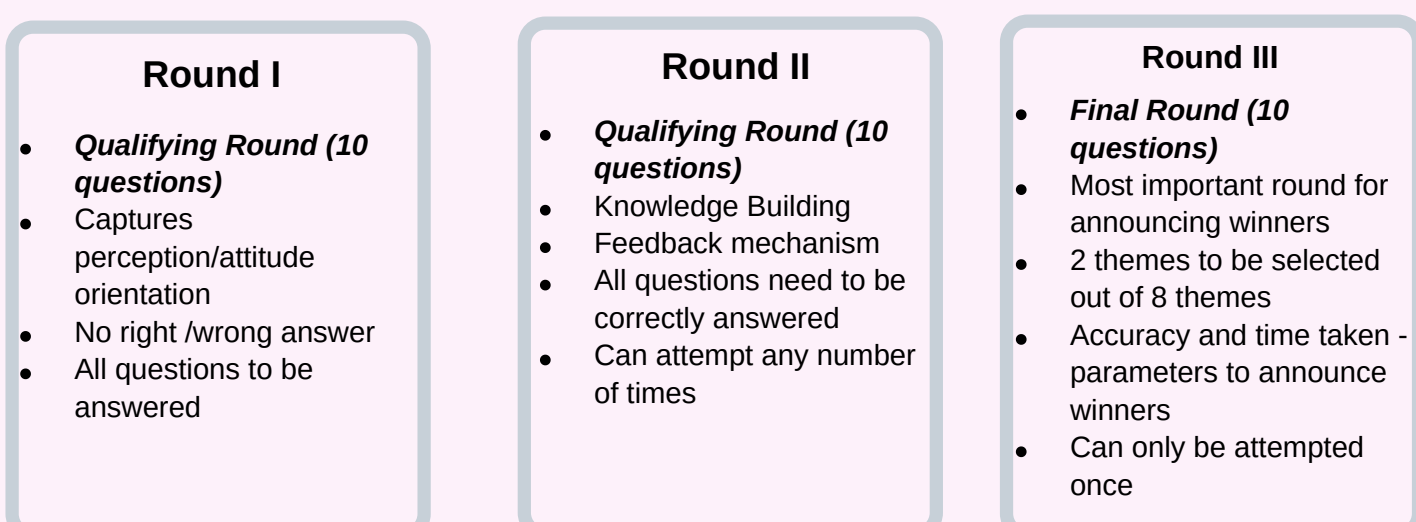 Round I
• Qualifying Round (10
questions)
• Captures
perception/attitude
orientation
• No right /wrong answer
• All questions to be
answered
Round II
• Qualifying Round (10
questions)
• Knowledge Building
• Feedback mechanism
• All questions need to be
correctly answered
• Can attempt any number
of times
Round III
• Final Round (10
questions)
• Most important round for
announcing winners
• 2 themes to be selected
out of 8 themes
• Accuracy and time taken -
parameters to announce
winners
• Can only be attempted
once